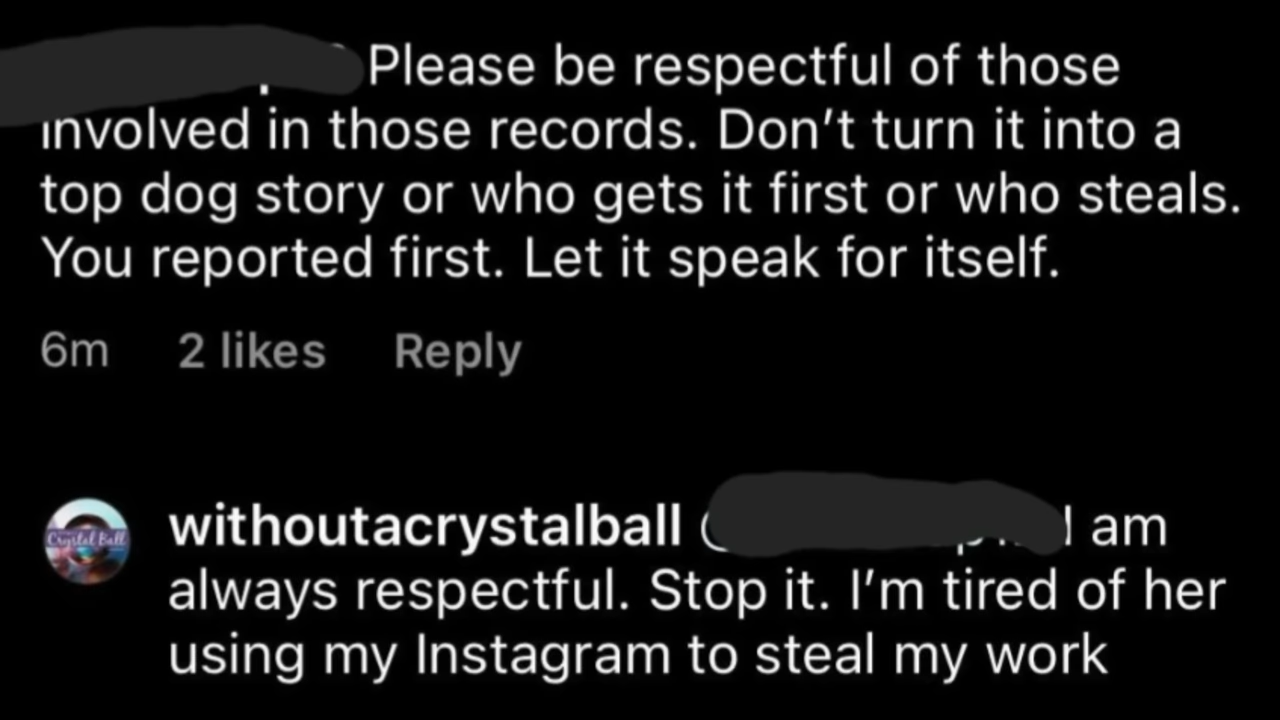 Please be respectful of those
involved in those records. Don't turn it into a
top dog story or who gets it first or who steals.
You reported first. Let it speak for itself.
6m 2 likes Reply
Crystal Ball
withoutacrystalball I am
always respectful. Stop it. I'm tired of her
using my Instagram to steal my work